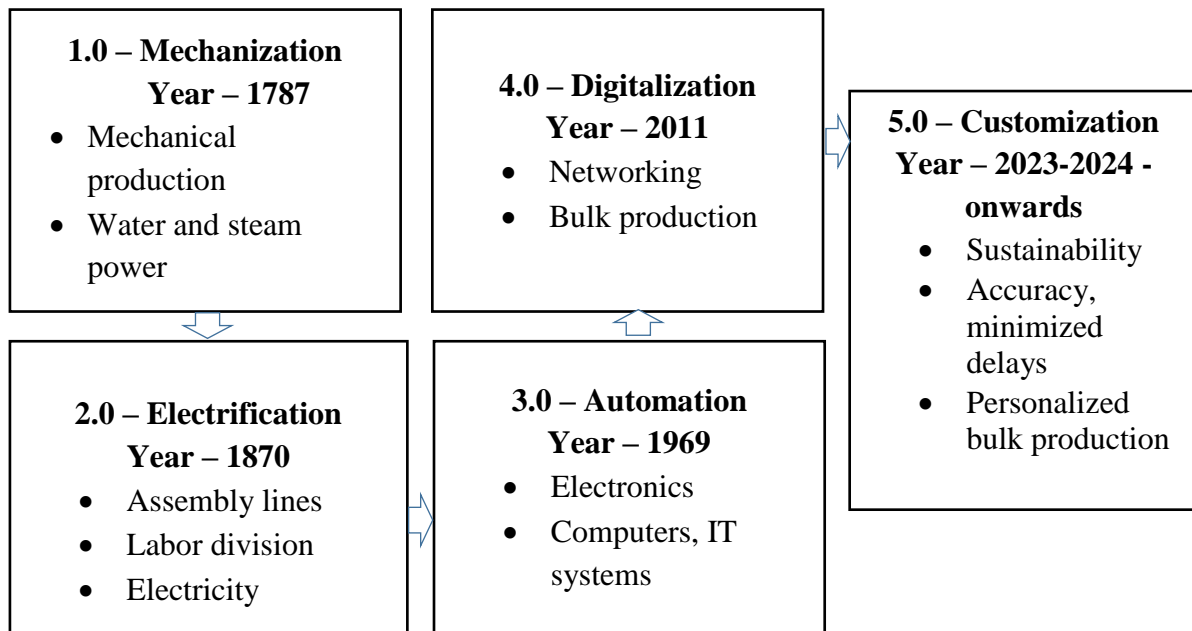 1.0 – Mechanization
Year – 1787
• Mechanical
production
• Water and steam
power
2.0 – Electrification
Year – 1870
• Assembly lines
• Labor division
• Electricity
3.0 – Automation
Year – 1969
• Electronics
• Computers, IT
systems
4.0 – Digitalization
Year – 2011
• Networking
• Bulk production
5.0 – Customization
Year – 2023-2024 -
onwards
• Sustainability
• Accuracy,
minimized
delays
• Personalized
bulk production